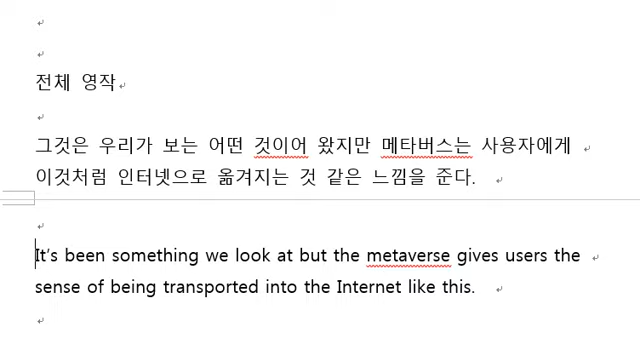 전체 영작
그것은 우리가 보는 어떤 것이어 왔지만 메타버스는 사용자에게
이것처럼 인터넷으로 옮겨지는 것 같은 느낌을 준다.
It's been something we look at but the metaverse gives users the
sense of being transported into the Internet like this.